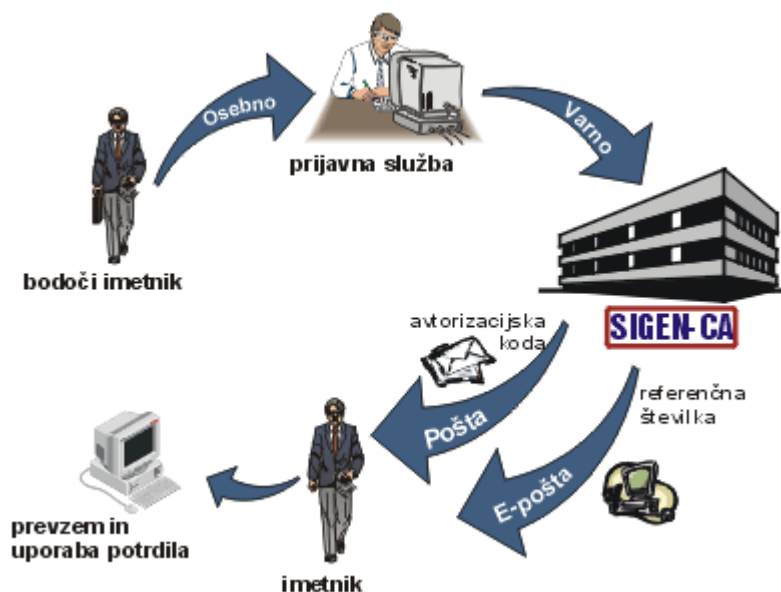 Osebno
prijavna služba
Varno
bodoči imetnik
SIGEN-CA
avtorizacijska
koda
Pošta
referenčna
številka
E-pošta
prevzem in
uporaba potrdila
imetnik